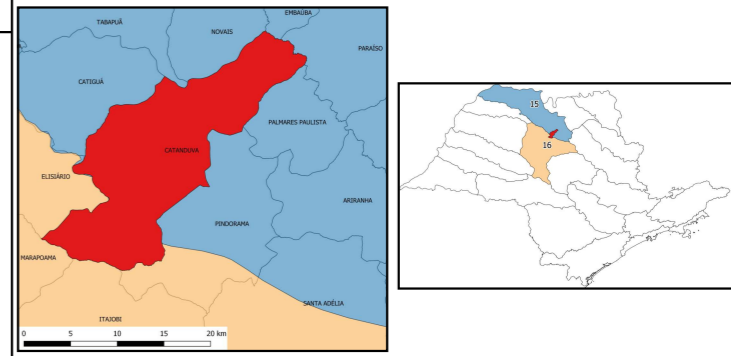 EMBAÚBA
TABAPUÃ
NOVAIS
PARAÍSO
CATIGUÁ
PALMARES PAULISTA
CATANDUVA
ELISIÁRIO
ARIRANHA
PINDORAMA
MARAPOAMA
SANTA ADÉLIA
ITAJOBI
0 5 10 15 20 km
15
16